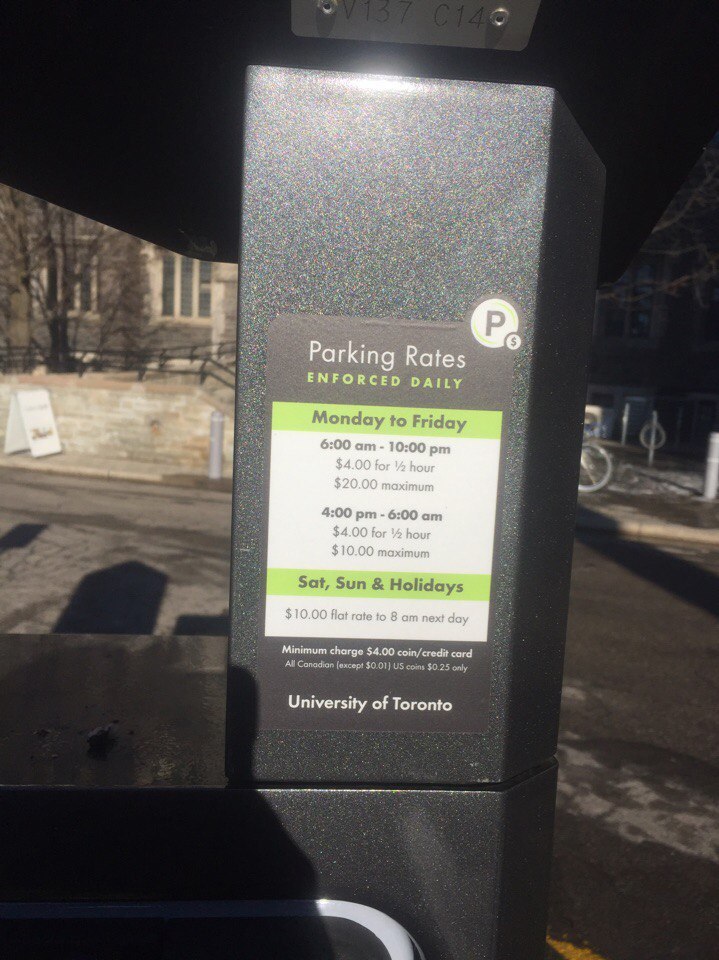 V137 C14
P
$
Parking Rates
ENFORCED DAILY
Monday to Friday
6:00 am - 10:00 pm
$4.00 for ½ hour
$20.00 maximum
4:00 pm - 6:00 am
$4.00 for ½ hour
$10.00 maximum
Sat, Sun & Holidays
$10.00 flat rate to 8 am next day
Minimum charge $4.00 coin/credit card
All Canadian (except $0.01) US coins $0.25 only
University of Toronto